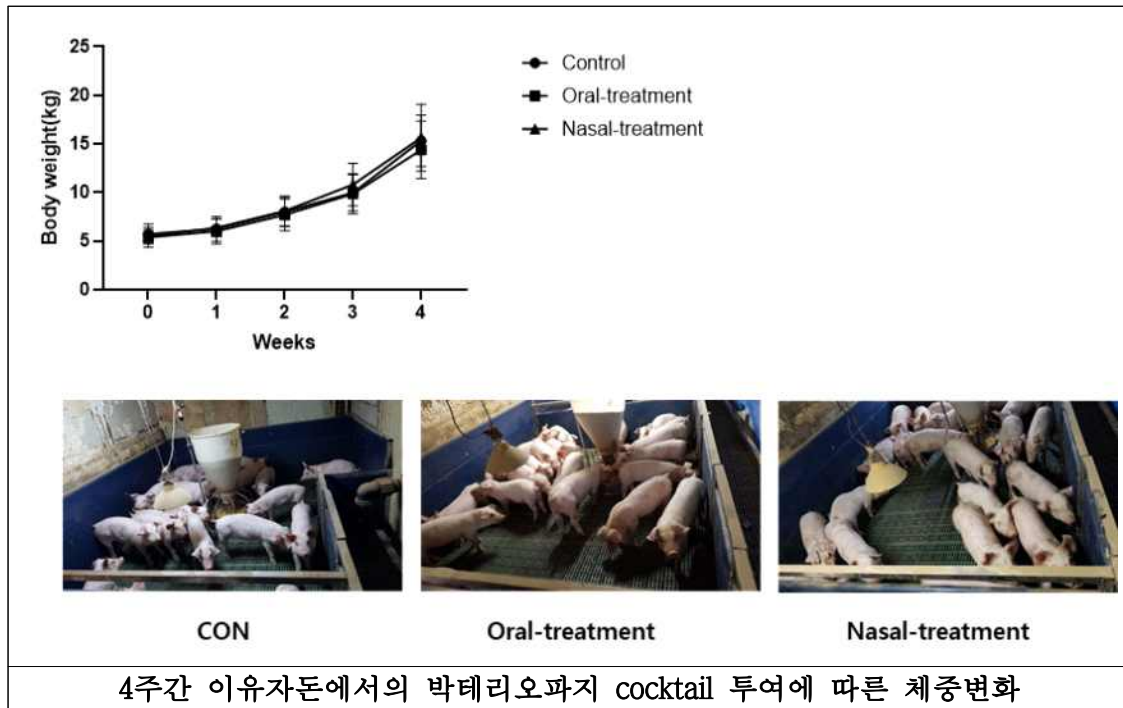 25
20
15
10
5
0
Body weight(kg)
0 1 2 3 4
Weeks
Control
Oral-treatment
Nasal-treatment
CON Oral-treatment Nasal-treatment
4주간 이유자돈에서의 박테리오파지 cocktail 투여에 따른 체중변화